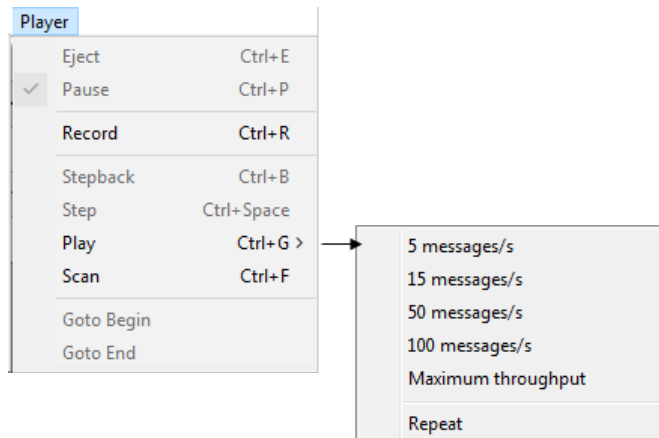 Player
Eject Ctrl+E
Pause Ctrl+P
Record Ctrl+R
Stepback Ctrl+B
Step Ctrl+Space
Play Ctrl+G >
Scan Ctrl+F
Goto Begin
Goto End
5 messages/s
15 messages/s
50 messages/s
100 messages/s
Maximum throughput
Repeat